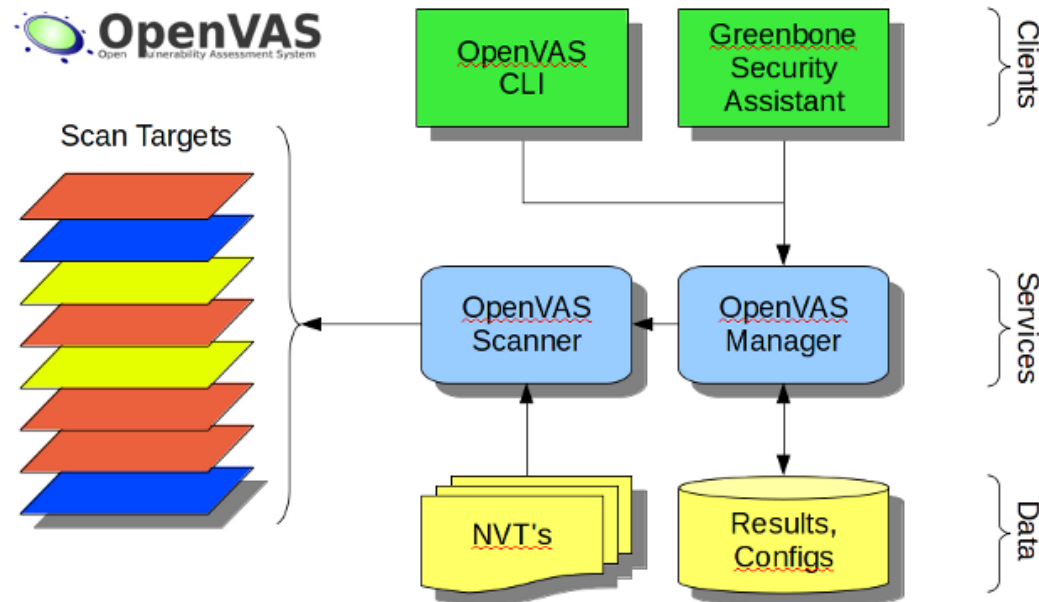 OpenVAS
Open Vulnerability Assessment System
OpenVAS
CLI
Greenbone
Security
Assistant
Clients
Scan Targets
OpenVAS
Scanner
OpenVAS
Manager
Services
NVT's
Results,
Configs
Data